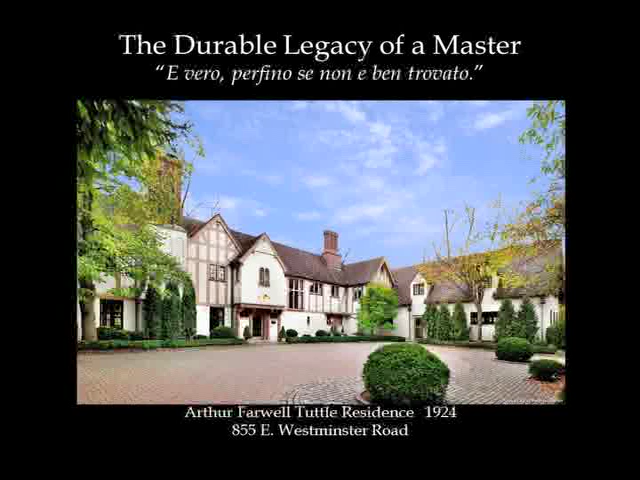 The Durable Legacy of a Master
“E vero, perfino se non e ben trovato.”
Arthur Farwell Tuttle Residence 1924
855 E. Westminster Road